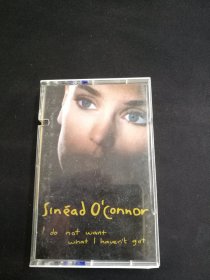 Sinéad O'Connor
I do not want
what I haven't got